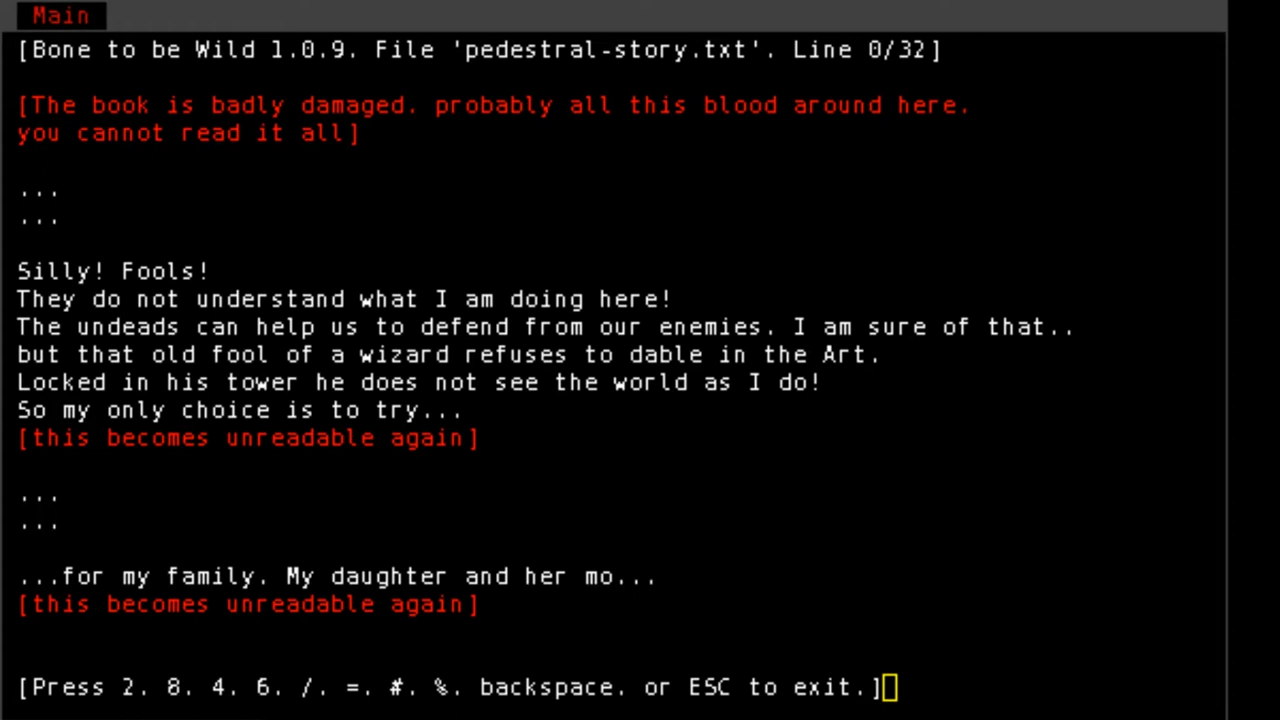 Main
[Bone to be Wild 1.0.9. File 'pedestral-story.txt'. Line 0/32]
[The book is badly damaged. probably all this blood around here.
you cannot read it all]
...
...
Silly! Fools!
They do not understand what I am doing here!
The undeads can help us to defend from our enemies. I am sure of that..
but that old fool of a wizard refuses to dable in the Art.
Locked in his tower he does not see the world as I do!
So my only choice is to try...
[this becomes unreadable again]
...
...
...for my family. My daughter and her mo...
[this becomes unreadable again]
[Press 2. 8. 4. 6. /. =. #. %. backspace. or ESC to exit.]